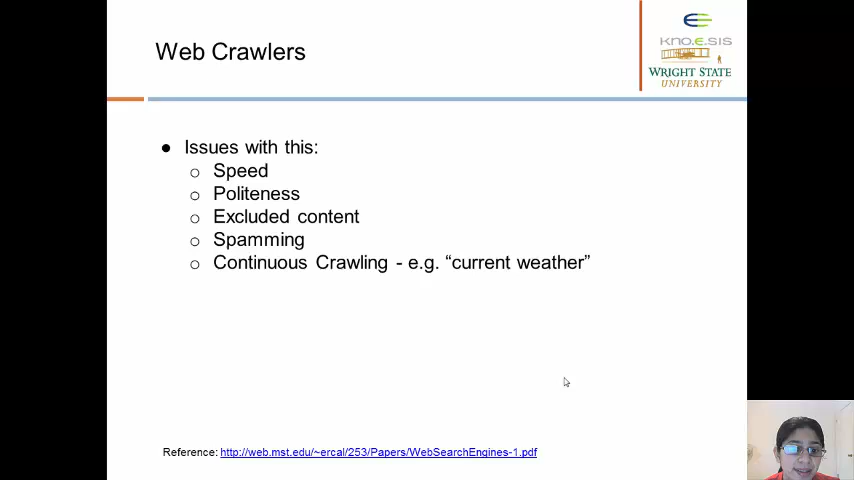 Web Crawlers
kno.e.sis
WRIGHT STATE
UNIVERSITY
● Issues with this:
○ Speed
○ Politeness
○ Excluded content
○ Spamming
○ Continuous Crawling - e.g. “current weather”
Reference: http://web.mst.edu/~ercal/253/Papers/WebSearchEngines-1.pdf